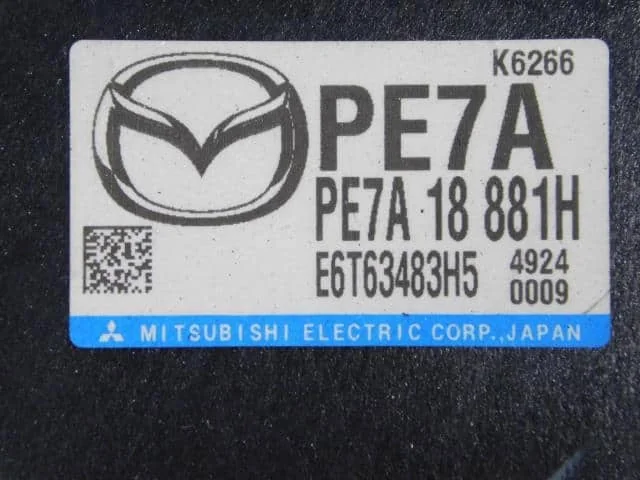 K6266
PE7A
PE7A 18 881H
E6T63483H5 4924
0009
MITSUBISHI ELECTRIC CORP., JAPAN